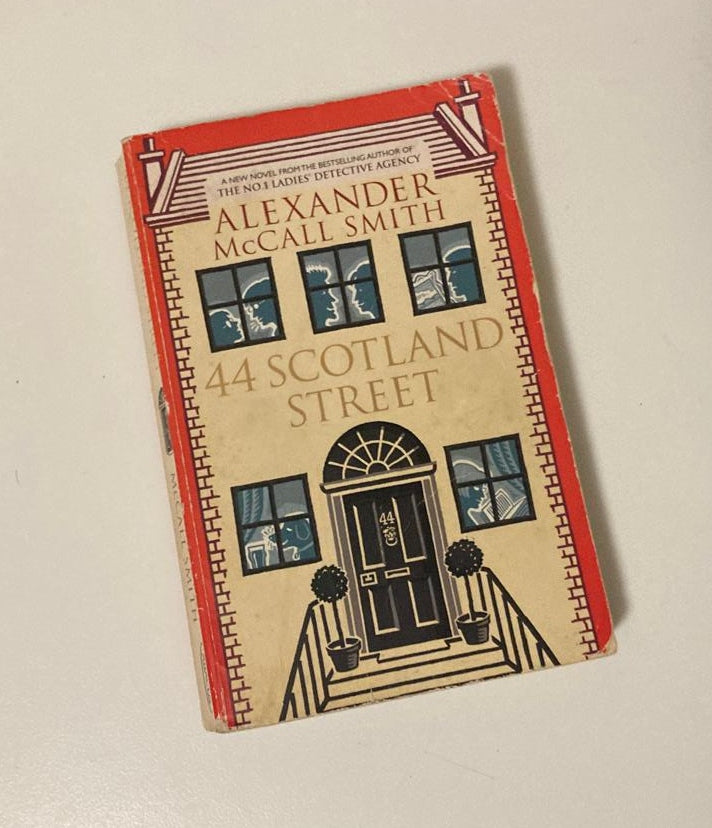 A NEW NOVEL FROM THE BESTSELLING AUTHOR OF
THE NO.1 LADIES' DETECTIVE AGENCY
ALEXANDER
McCALL SMITH
44 SCOTLAND
STREET
44
McCALL SMITH